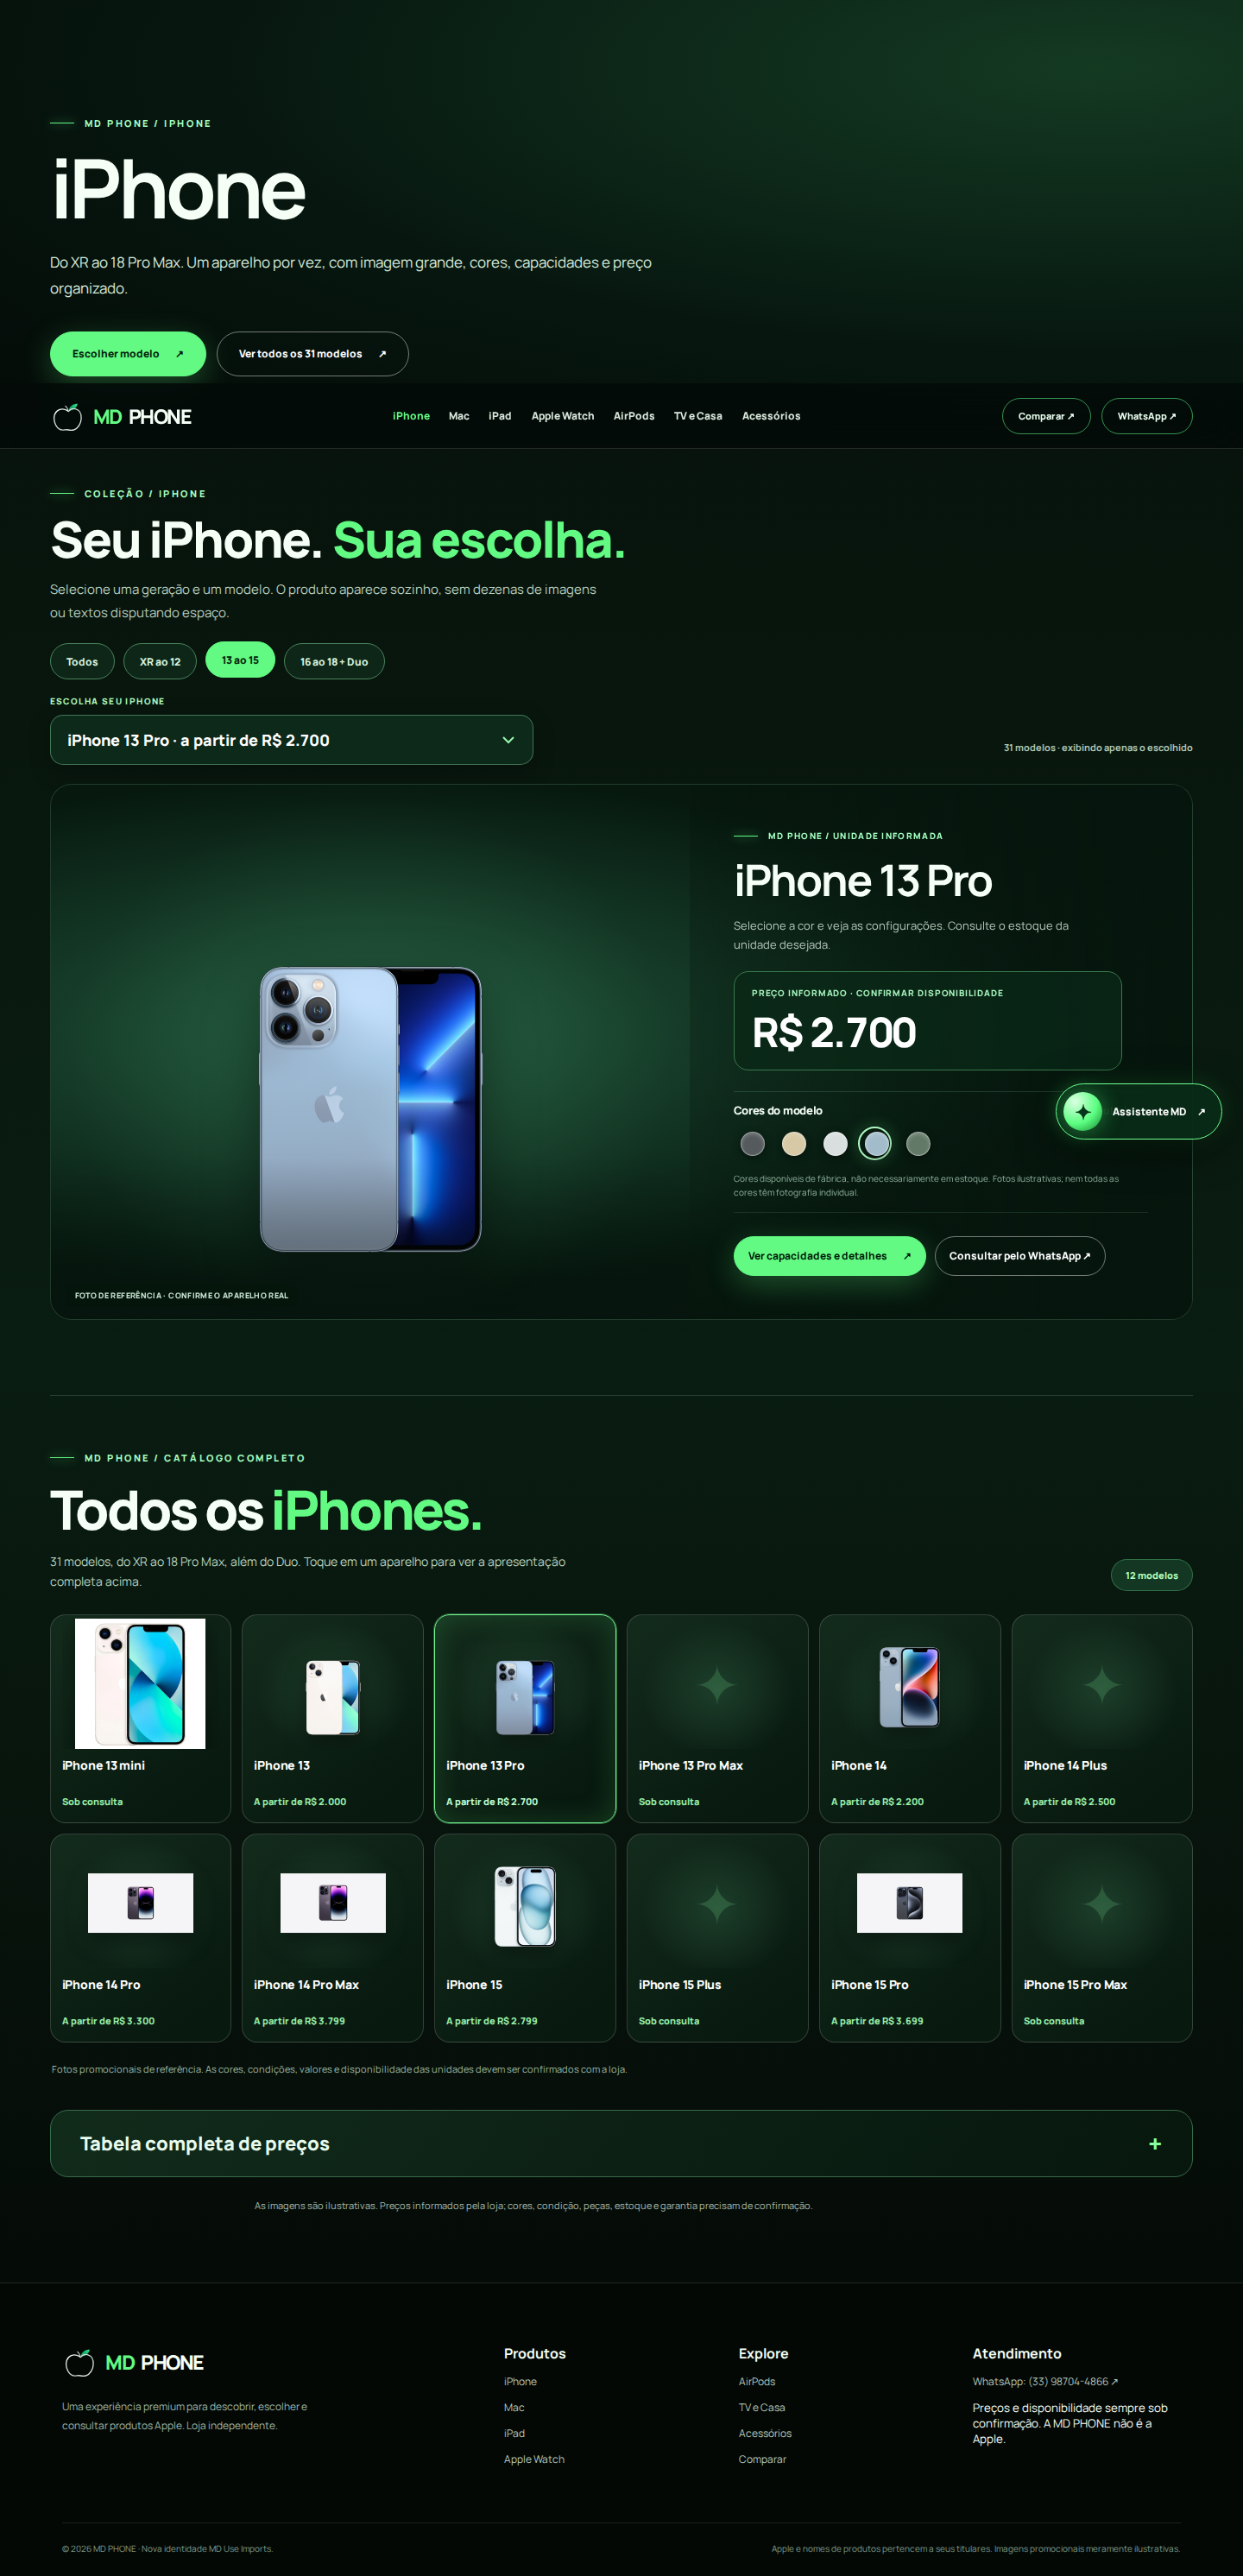 MD PHONE / IPHONE
iPhone
Do XR ao 18 Pro Max. Um aparelho por vez, com imagem grande, cores, capacidades e preço
organizado.
Escolher modelo ↗
Ver todos os 31 modelos ↗
MD PHONE
iPhone
Mac
iPad
Apple Watch
AirPods
TV e Casa
Acessórios
Comparar ↗
WhatsApp ↗
COLEÇÃO / IPHONE
Seu iPhone. Sua escolha.
Selecione uma geração e um modelo. O produto aparece sozinho, sem dezenas de imagens
ou textos disputando espaço.
Todos
XR ao 12
13 ao 15
16 ao 18 + Duo
ESCOLHA SEU IPHONE
iPhone 13 Pro · a partir de R$ 2.700
31 modelos · exibindo apenas o escolhido
MD PHONE / UNIDADE INFORMADA
iPhone 13 Pro
Selecione a cor e veja as configurações. Consulte o estoque da
unidade desejada.
PREÇO INFORMADO · CONFIRMAR DISPONIBILIDADE
R$ 2.700
Cores do modelo
Assistente MD ↗
Cores disponíveis de fábrica, não necessariamente em estoque. Fotos ilustrativas; nem todas as
cores têm fotografia individual.
Ver capacidades e detalhes ↗
Consultar pelo WhatsApp ↗
FOTO DE REFERÊNCIA · CONFIRME O APARELHO REAL
MD PHONE / CATÁLOGO COMPLETO
Todos os iPhones.
31 modelos, do XR ao 18 Pro Max, além do Duo. Toque em um aparelho para ver a apresentação
completa acima.
12 modelos
iPhone 13 mini
Sob consulta
iPhone 13
A partir de R$ 2.000
iPhone 13 Pro
A partir de R$ 2.700
iPhone 13 Pro Max
Sob consulta
iPhone 14
A partir de R$ 2.200
iPhone 14 Plus
A partir de R$ 2.500
iPhone 14 Pro
A partir de R$ 3.300
iPhone 14 Pro Max
A partir de R$ 3.799
iPhone 15
A partir de R$ 2.799
iPhone 15 Plus
Sob consulta
iPhone 15 Pro
A partir de R$ 3.699
iPhone 15 Pro Max
Sob consulta
Fotos promocionais de referência. As cores, condições, valores e disponibilidade das unidades devem ser confirmados com a loja.
Tabela completa de preços +
As imagens são ilustrativas. Preços informados pela loja; cores, condição, peças, estoque e garantia precisam de confirmação.
MD PHONE
Uma experiência premium para descobrir, escolher e
consultar produtos Apple. Loja independente.
Produtos
iPhone
Mac
iPad
Apple Watch
Explore
AirPods
TV e Casa
Acessórios
Comparar
Atendimento
WhatsApp: (33) 98704-4866 ↗
Preços e disponibilidade sempre sob
confirmação. A MD PHONE não é a
Apple.
© 2026 MD PHONE · Nova identidade MD Use Imports.
Apple e nomes de produtos pertencem a seus titulares. Imagens promocionais meramente ilustrativas.